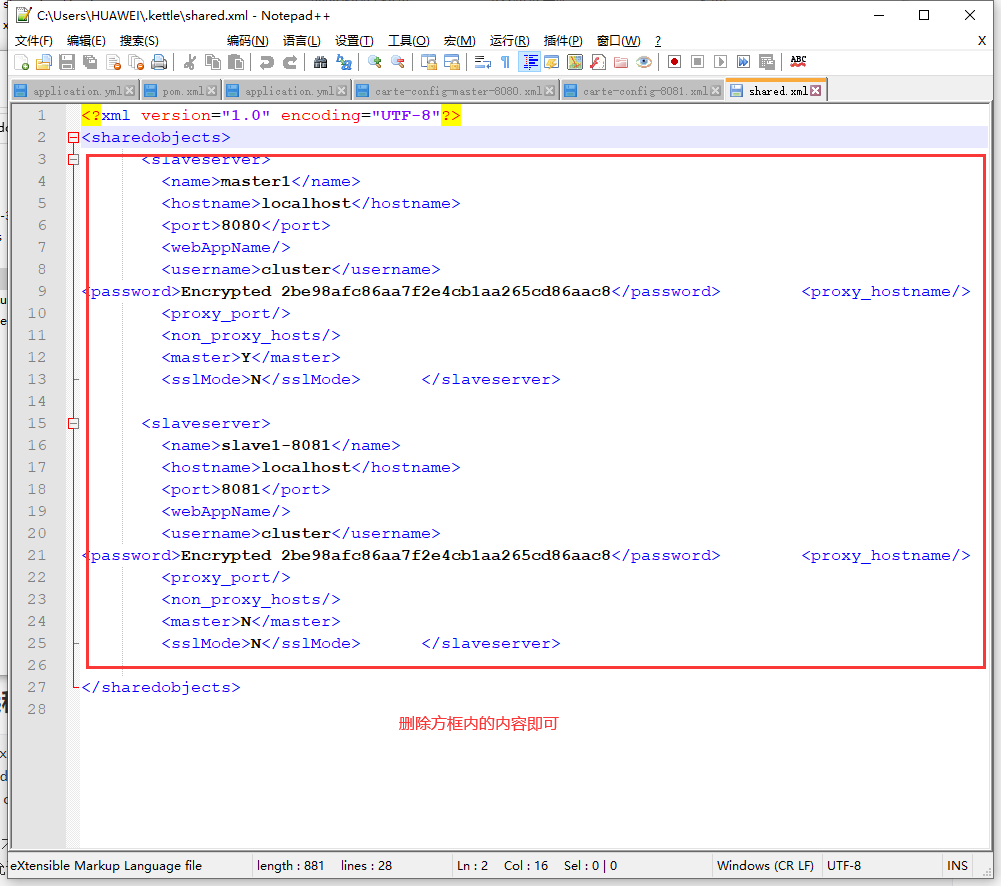 C:\Users\HUAWEI\.kettle\shared.xml - Notepad++
文件(F) 编辑(E) 搜索(S) 编码(N) 语言(L) 设置(T) 工具(O) 宏(M) 运行(R) 插件(P) 窗口(W) ? X
ABC
application.yml pom.xml application.yml carte-config-master-8080.xml carte-config-8081.xml shared.xml
1 <?xml version="1.0" encoding="UTF-8"?>
2 <sharedobjects>
3 <slaveserver>
4 <name>master1</name>
5 <hostname>localhost</hostname>
6 <port>8080</port>
7 <webAppName/>
8 <username>cluster</username>
9 <password>Encrypted 2be98afc86aa7f2e4cb1aa265cd86aac8</password> <proxy_hostname/>
10 <proxy_port/>
11 <non_proxy_hosts/>
12 <master>Y</master>
13 <sslMode>N</sslMode> </slaveserver>
14
15 <slaveserver>
16 <name>slave1-8081</name>
17 <hostname>localhost</hostname>
18 <port>8081</port>
19 <webAppName/>
20 <username>cluster</username>
21 <password>Encrypted 2be98afc86aa7f2e4cb1aa265cd86aac8</password> <proxy_hostname/>
22 <proxy_port/>
23 <non_proxy_hosts/>
24 <master>N</master>
25 <sslMode>N</sslMode> </slaveserver>
26
27 </sharedobjects>
28
删除方框内的内容即可
eXtensible Markup Language file length : 881 lines : 28 Ln : 2 Col : 16 Sel : 0 | 0 Windows (CR LF) UTF-8 INS